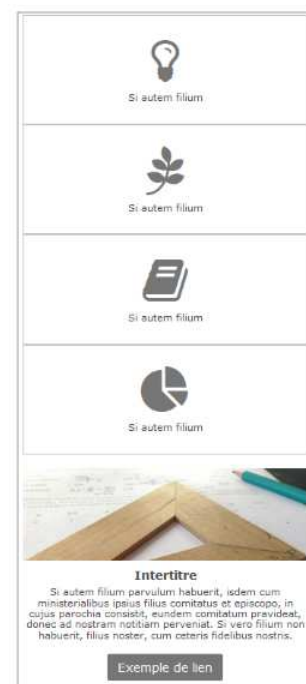 Si autem filium
Si autem filium
Si autem filium
Si autem filium
Intertitre
Si autem filium parvulum habuerit, isdem cum
ministerialibus ipsius filius comitatus et episcopo, in
cujus parochia consistit, eundem comitatum praevideat,
donec ad nostram notitiam perveniat. Si vero filium non
habuerit, filius noster, cum ceteris fidelibus nostris.
Exemple de lien